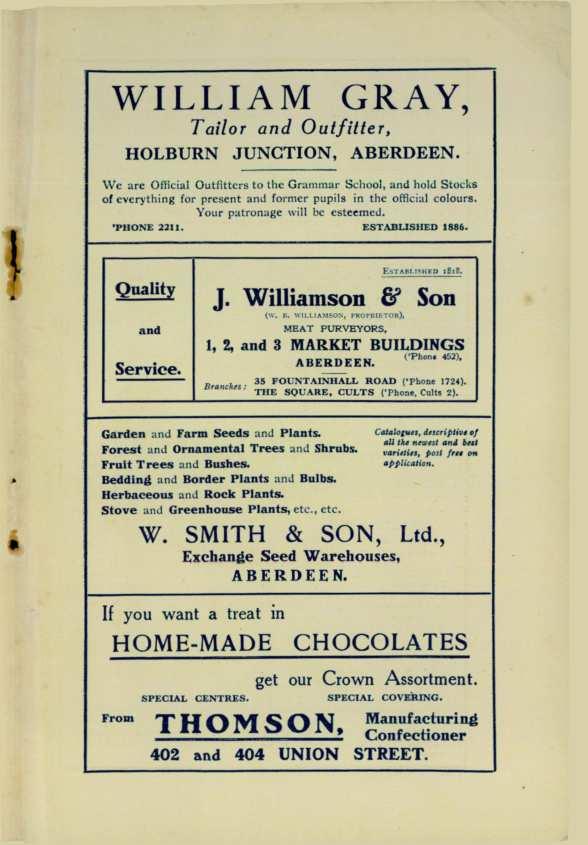 WILLIAM GRAY,
Tailor and Outfitter,
HOLBURN JUNCTION, ABERDEEN.
We are Official Outfitters to the Grammar School, and hold Stocks
of everything for present and former pupils in the official colours.
Your patronage will be esteemed.
'PHONE 2211. ESTABLISHED 1886.
Quality
and
Service.
ESTABLISHED 1818.
J. Williamson & Son
(W. E. WILLIAMSON, PROPRIETOR),
MEAT PURVEYORS,
1, 2, and 3 MARKET BUILDINGS
ABERDEEN. ('Phone 452),
Branches: 35 FOUNTAINHALL ROAD ('Phone 1724).
THE SQUARE, CULTS ('Phone, Cults 2).
Garden and Farm Seeds and Plants.
Forest and Ornamental Trees and Shrubs.
Fruit Trees and Bushes.
Bedding and Border Plants and Bulbs.
Herbaceous and Rock Plants.
Stove and Greenhouse Plants, etc., etc.
Catalogues, descriptive of
all the newest and best
varieties, post free on
application.
W. SMITH & SON, Ltd.,
Exchange Seed Warehouses,
ABERDEEN.
If you want a treat in
HOME-MADE CHOCOLATES
get our Crown Assortment.
SPECIAL CENTRES. SPECIAL COVERING.
From THOMSON, Manufacturing
Confectioner
402 and 404 UNION STREET.